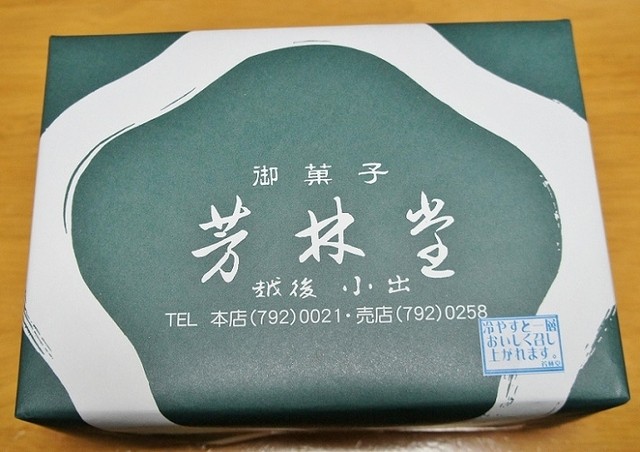 御菓子
芳林堂
越後 小出
TEL 本店(792)0021・売店(792)0258
冷やすと一層
おいしく召し
上がれます。